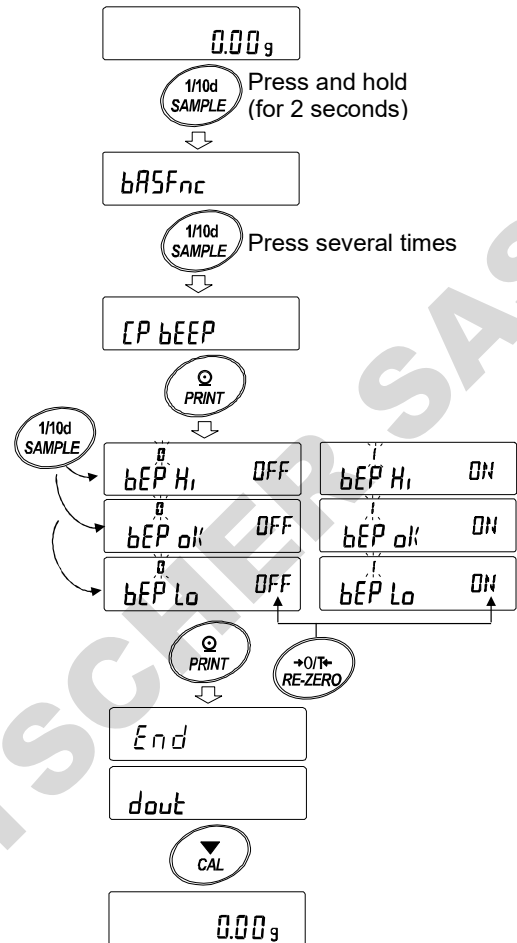 0.00 g
1/10d
SAMPLE
Press and hold
(for 2 seconds)
bASFnc
1/10d
SAMPLE
Press several times
CP bEEP
PRINT
1/10d
SAMPLE
0
bEP Hi OFF
1
bEP Hi ON
0
bEP oK OFF
1
bEP oK ON
0
bEP Lo OFF
1
bEP Lo ON
PRINT
→0/T←
RE-ZERO
End
dout
CAL
0.00 g
SCHER SAS